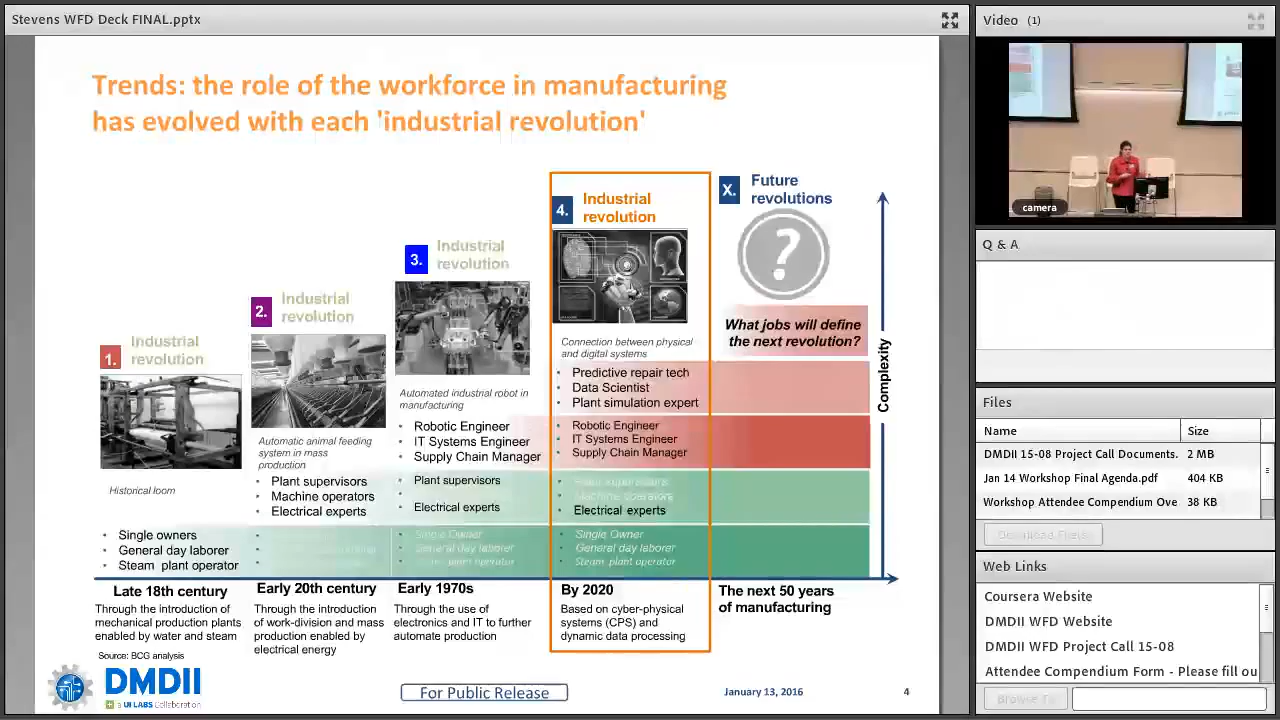 Stevens WFD Deck FINAL.pptx
Trends: the role of the workforce in manufacturing
has evolved with each 'industrial revolution'
1.
Industrial
revolution
Historical loom
• Single owners
• General day laborer
• Steam plant operator
Late 18th century
Through the introduction of
mechanical production plants
enabled by water and steam
2.
Industrial
revolution
Automatic animal feeding
system in mass
production
• Plant supervisors
• Machine operators
• Electrical experts
Early 20th century
Through the introduction
of work-division and mass
production enabled by
electrical energy
3.
Industrial
revolution
Automated industrial robot in
manufacturing
• Robotic Engineer
• IT Systems Engineer
• Supply Chain Manager
• Plant supervisors
• Electrical experts
• Single Owner
• General day laborer
• Steam plant operator
Early 1970s
Through the use of
electronics and IT to further
automate production
4.
Industrial
revolution
Connection between physical
and digital systems
• Predictive repair tech
• Data Scientist
• Plant simulation expert
• Robotic Engineer
• IT Systems Engineer
• Supply Chain Manager
• Plant supervisors
• Machine operators
• Electrical experts
• Single Owner
• General day laborer
• Steam plant operator
By 2020
Based on cyber-physical
systems (CPS) and
dynamic data processing
X.
Future
revolutions
?
What jobs will define
the next revolution?
The next 50 years
of manufacturing
Complexity
Source: BCG analysis
DMDII
a UI LABS Collaboration
For Public Release
January 13, 2016
4
Video (1)
camera
Q & A
Files
Name Size
DMDII 15-08 Project Call Documents. 2 MB
Jan 14 Workshop Final Agenda.pdf 404 KB
Workshop Attendee Compendium Ove 38 KB
Download File(s)
Web Links
Coursera Website
DMDII WFD Website
DMDII WFD Project Call 15-08
Attendee Compendium Form - Please fill ou
Browse To